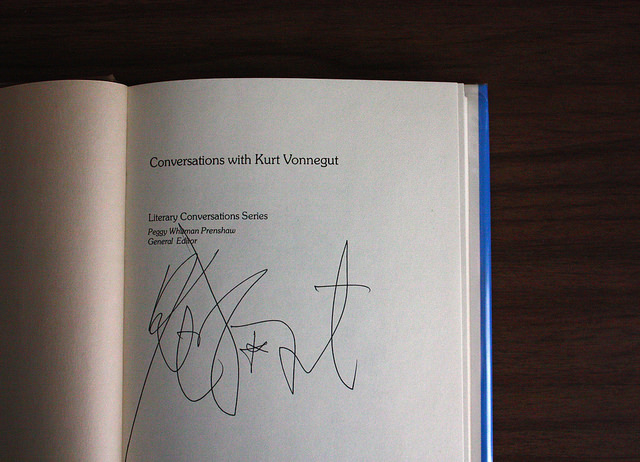 Conversations with Kurt Vonnegut
Literary Conversations Series
Peggy Whitman Prenshaw
General Editor